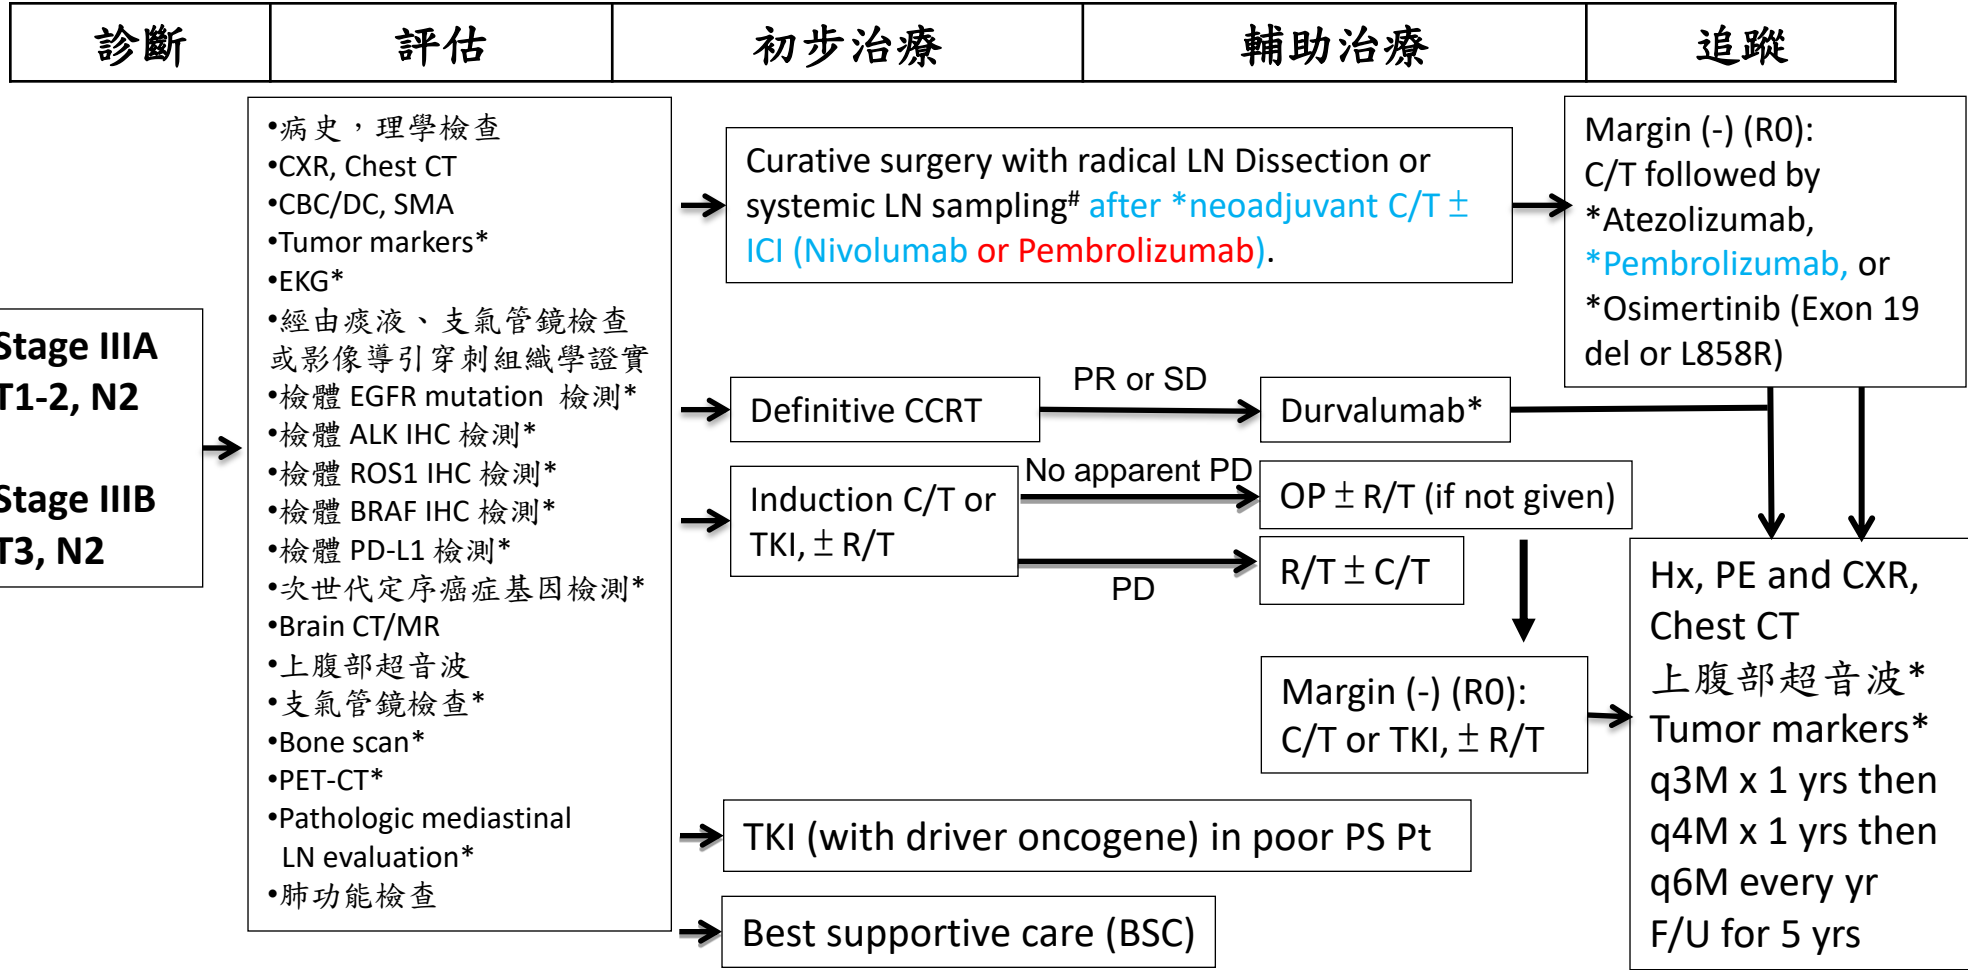 診斷
評估
初步治療
輔助治療
追蹤
Stage IIIA
T1-2, N2
Stage IIIB
T3, N2
•病史，理學檢查
•CXR, Chest CT
•CBC/DC, SMA
•Tumor markers*
•EKG*
•經由痰液、支氣管鏡檢查
或影像導引穿刺組織學證實
•檢體 EGFR mutation 檢測*
•檢體 ALK IHC 檢測*
•檢體 ROS1 IHC 檢測*
•檢體 BRAF IHC 檢測*
•檢體 PD-L1 檢測*
•次世代定序癌症基因檢測*
•Brain CT/MR
•上腹部超音波
•支氣管鏡檢查*
•Bone scan*
•PET-CT*
•Pathologic mediastinal
LN evaluation*
•肺功能檢查
Curative surgery with radical LN Dissection or
systemic LN sampling# after *neoadjuvant C/T ±
ICI (Nivolumab or Pembrolizumab).
Definitive CCRT
PR or SD
Durvalumab*
Induction C/T or
TKI, ± R/T
No apparent PD
OP ± R/T (if not given)
PD
R/T ± C/T
Margin (-) (R0):
C/T or TKI, ± R/T
TKI (with driver oncogene) in poor PS Pt
Best supportive care (BSC)
Margin (-) (R0):
C/T followed by
*Atezolizumab,
*Pembrolizumab, or
*Osimertinib (Exon 19
del or L858R)
Hx, PE and CXR,
Chest CT
上腹部超音波*
Tumor markers*
q3M x 1 yrs then
q4M x 1 yrs then
q6M every yr
F/U for 5 yrs